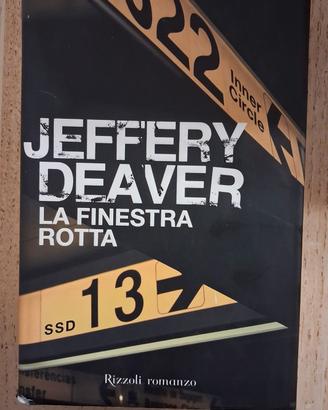 522
Inner
Circle
JEFFERY
DEAVER
LA FINESTRA
ROTTA
SSD 13
Rizzoli romanzo